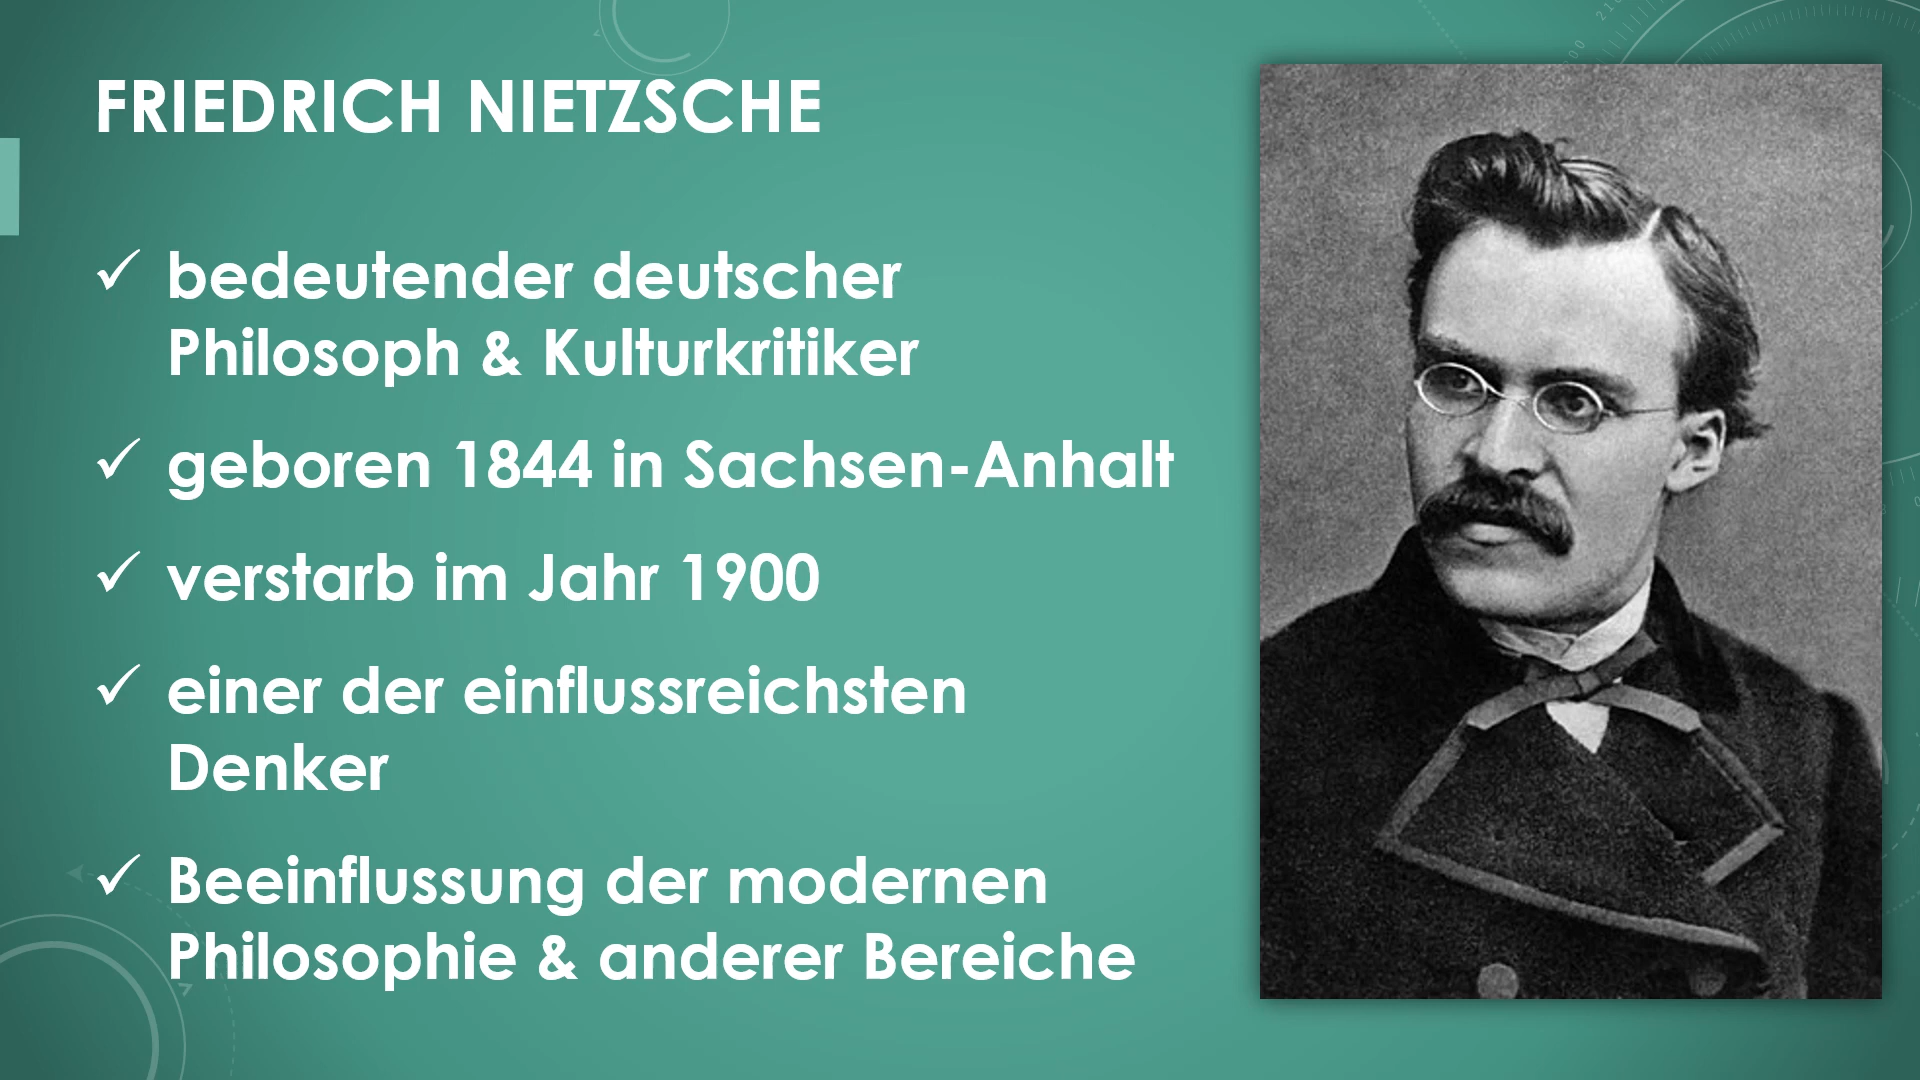 FRIEDRICH NIETZSCHE
✓ bedeutender deutscher
Philosoph & Kulturkritiker
✓ geboren 1844 in Sachsen-Anhalt
✓ verstarb im Jahr 1900
✓ einer der einflussreichsten
Denker
✓ Beeinflussung der modernen
Philosophie & anderer Bereiche